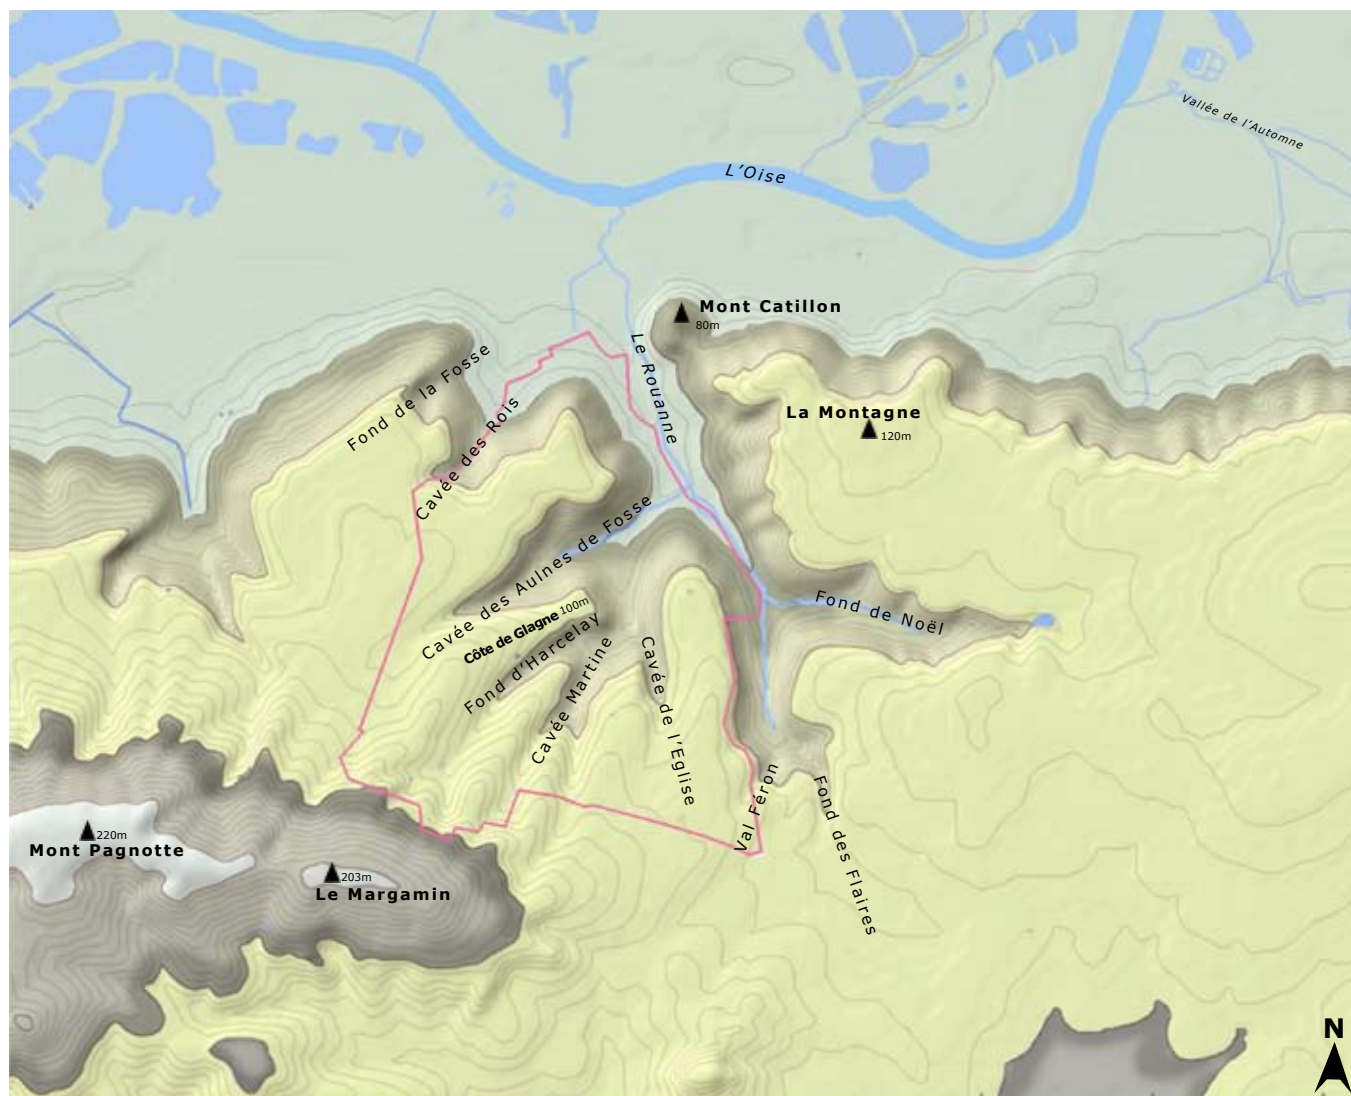 Vallée de l'Automne
L'Oise
Mont Catillon
80m
Le Rouanne
Fond de la Fosse
La Montagne
120m
Cavée des Rois
Cavée des Aulnes de Fosse
Fond de Noël
Côte de Glagne 100m
Fond d'Harcelay
Cavée Martine
Cavée de l'Eglise
Val Féron
Fond des Flaires
220m
Mont Pagnotte
203m
Le Margamin
N